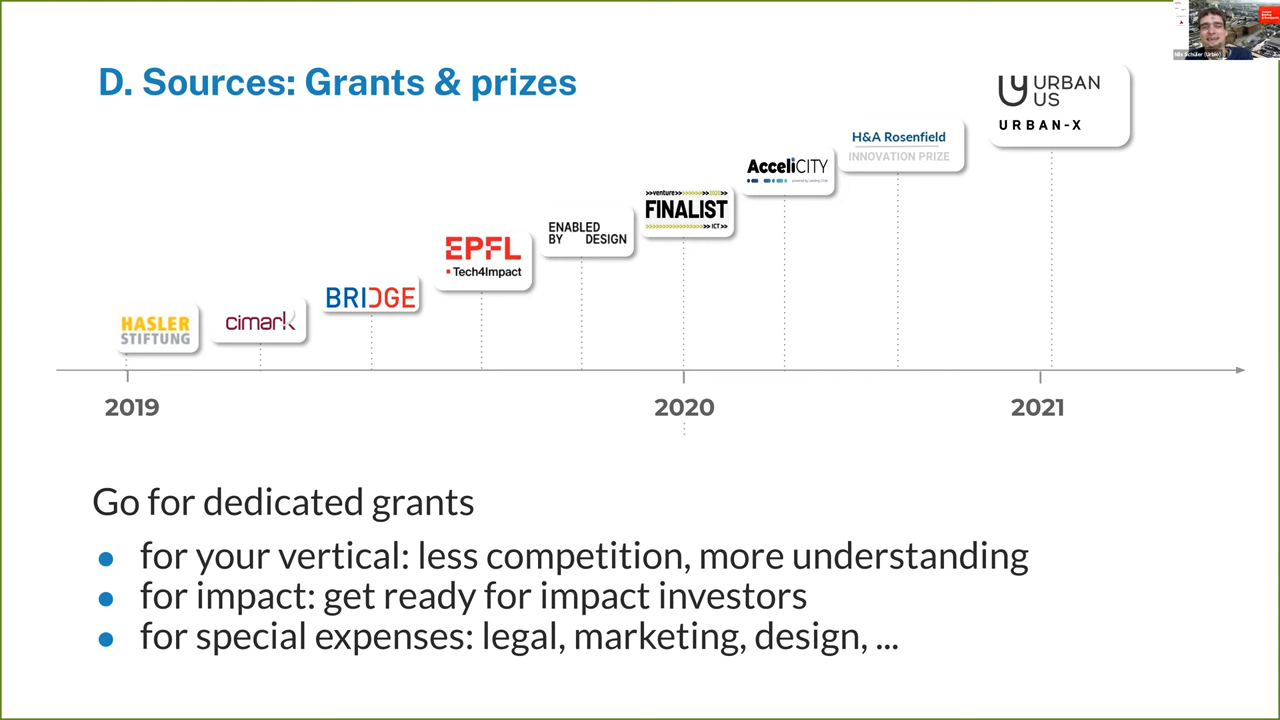 D. Sources: Grants & prizes
URBAN
US
URBAN-X
H&A Rosenfield
INNOVATION PRIZE
AcceliCITY
>>venture>>
FINALIST
ICT
ENABLED
BY DESIGN
EPFL
Tech4Impact
BRIDGE
cimark
HASLER
STIFTUNG
2019
2020
2021
Go for dedicated grants
● for your vertical: less competition, more understanding
● for impact: get ready for impact investors
● for special expenses: legal, marketing, design, ...